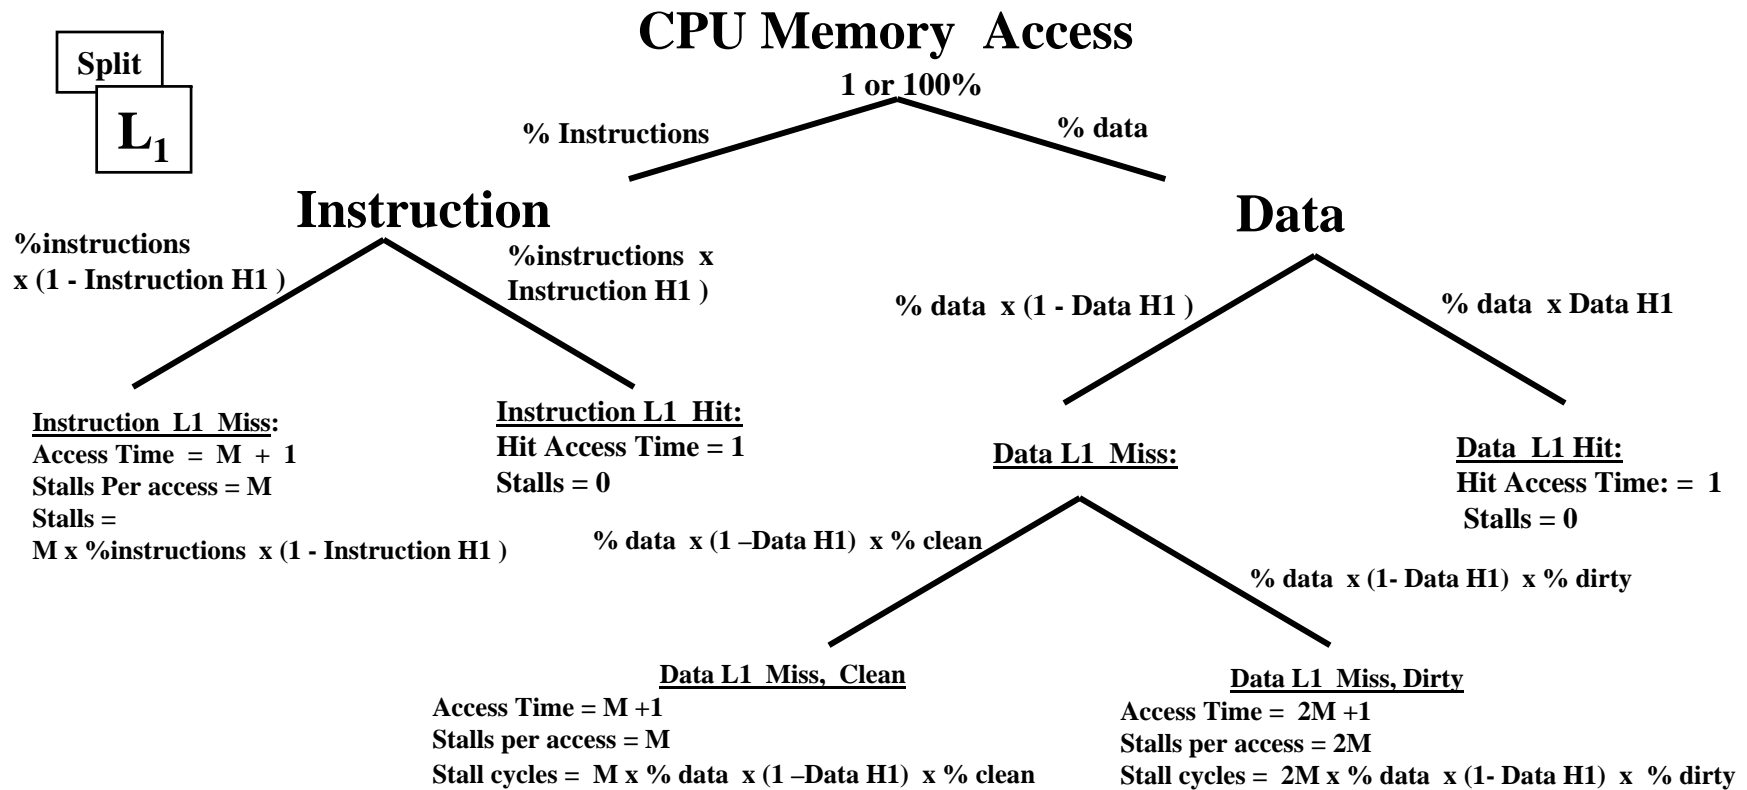 CPU Memory Access
Split
L1
1 or 100%
% Instructions
% data
Instruction
Data
%instructions
x (1 - Instruction H1 )
%instructions x
Instruction H1 )
% data x (1 - Data H1 )
% data x Data H1
Instruction L1 Miss:
Access Time = M + 1
Stalls Per access = M
Stalls =
M x %instructions x (1 - Instruction H1 )
Instruction L1 Hit:
Hit Access Time = 1
Stalls = 0
Data L1 Miss:
Data L1 Hit:
Hit Access Time: = 1
Stalls = 0
% data x (1 –Data H1) x % clean
% data x (1- Data H1) x % dirty
Data L1 Miss, Clean
Access Time = M +1
Stalls per access = M
Stall cycles = M x % data x (1 –Data H1) x % clean
Data L1 Miss, Dirty
Access Time = 2M +1
Stalls per access = 2M
Stall cycles = 2M x % data x (1- Data H1) x % dirty